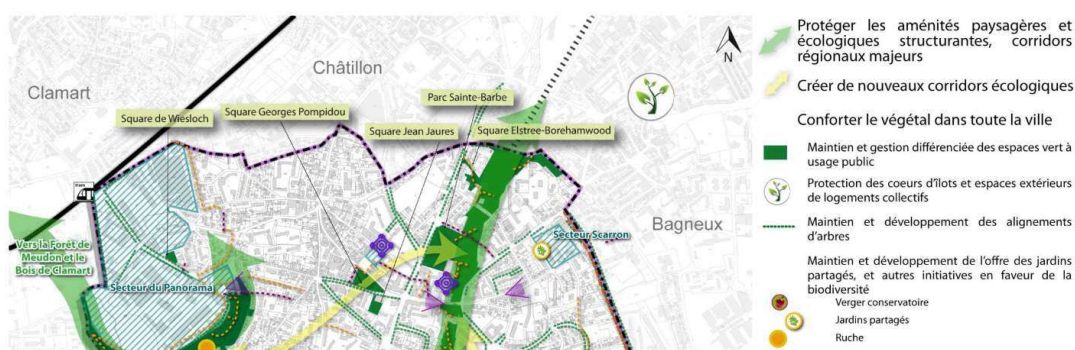 Clamart
Châtillon
N
Square de Wiesloch
Square Georges Pompidou
Parc Sainte-Barbe
Square Jean Jaures
Square Elstree-Borehamwood
Bagneux
Secteur Scarron
Vers la Forêt de
Meudon et le
Bois de Clamart
Secteur du Panorama
Protéger les aménités paysagères et
écologiques structurantes, corridors
régionaux majeurs
Créer de nouveaux corridors écologiques
Conforter le végétal dans toute la ville
Maintien et gestion différenciée des espaces vert à
usage public
Protection des coeurs d'îlots et espaces extérieurs
de logements collectifs
Maintien et développement des alignements
d'arbres
Maintien et développement de l'offre des jardins
partagés, et autres initiatives en faveur de la
biodiversité
Verger conservatoire
Jardins partagés
Ruche